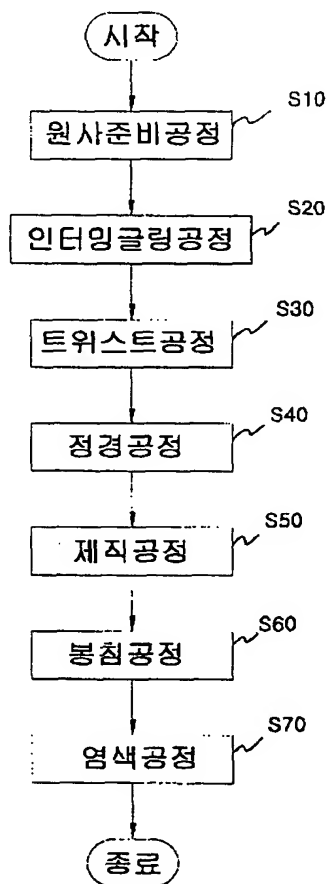 시작
S10
원사준비공정
S20
인터밍글링공정
S30
트위스트공정
S40
정경공정
S50
제직공정
S60
봉침공정
S70
염색공정
종료